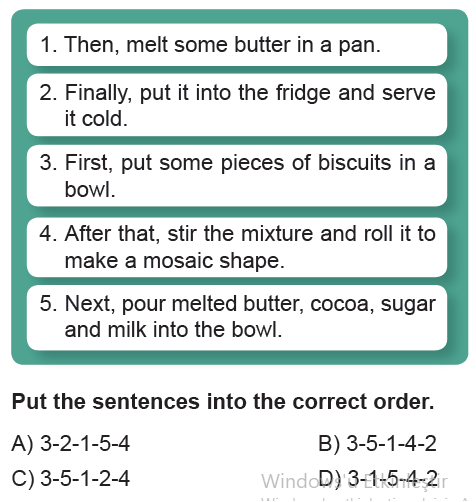 1. Then, melt some butter in a pan.
2. Finally, put it into the fridge and serve
it cold.
3. First, put some pieces of biscuits in a
bowl.
4. After that, stir the mixture and roll it to
make a mosaic shape.
5. Next, pour melted butter, cocoa, sugar
and milk into the bowl.
Put the sentences into the correct order.
A) 3-2-1-5-4 B) 3-5-1-4-2
C) 3-5-1-2-4 D) 3-1-5-4-2
Windows'u Etkinleştir